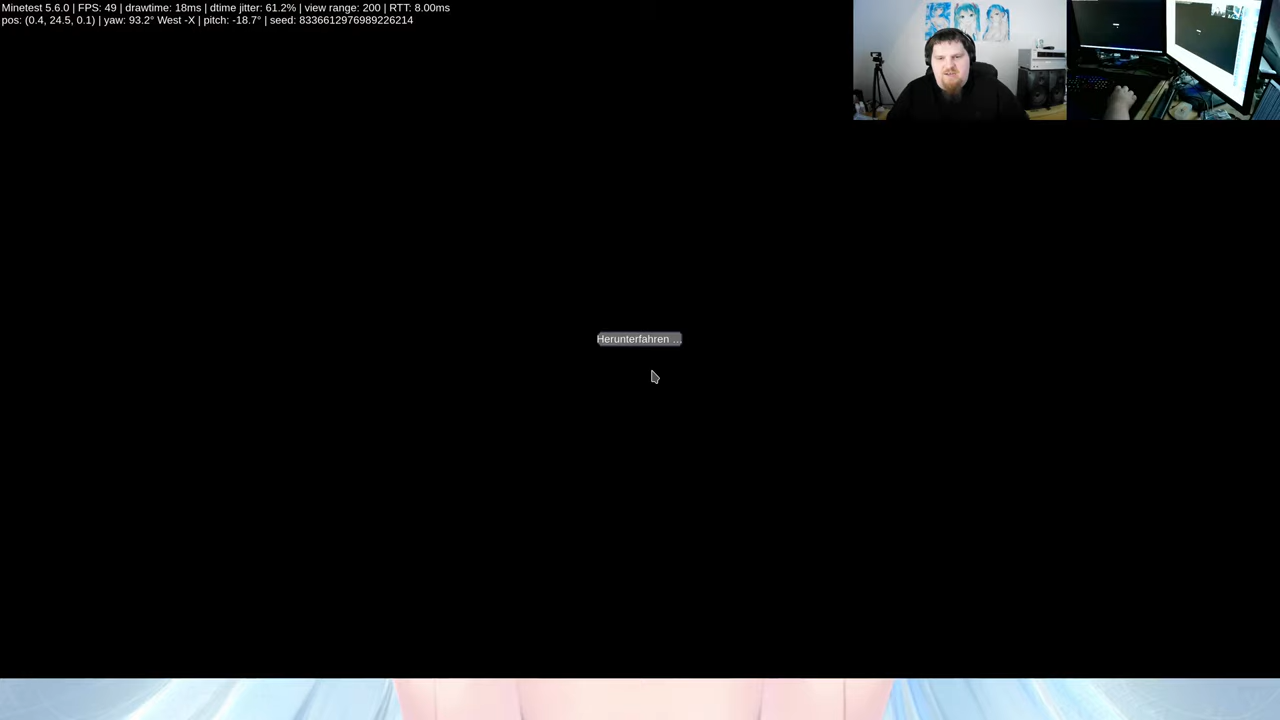 Minetest 5.6.0 | FPS: 49 | drawtime: 18ms | dtime jitter: 61.2% | view range: 200 | RTT: 8.00ms
pos: (0.4, 24.5, 0.1) | yaw: 93.2° West -X | pitch: -18.7° | seed: 8336612976989226214
Herunterfahren ...